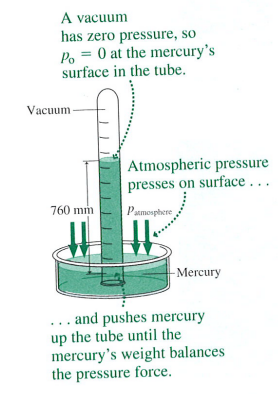 A vacuum
has zero pressure, so
p₀ = 0 at the mercury's
surface in the tube.
Vacuum
Atmospheric pressure
presses on surface . . .
760 mm
Patmosphere
Mercury
. . . and pushes mercury
up the tube until the
mercury's weight balances
the pressure force.